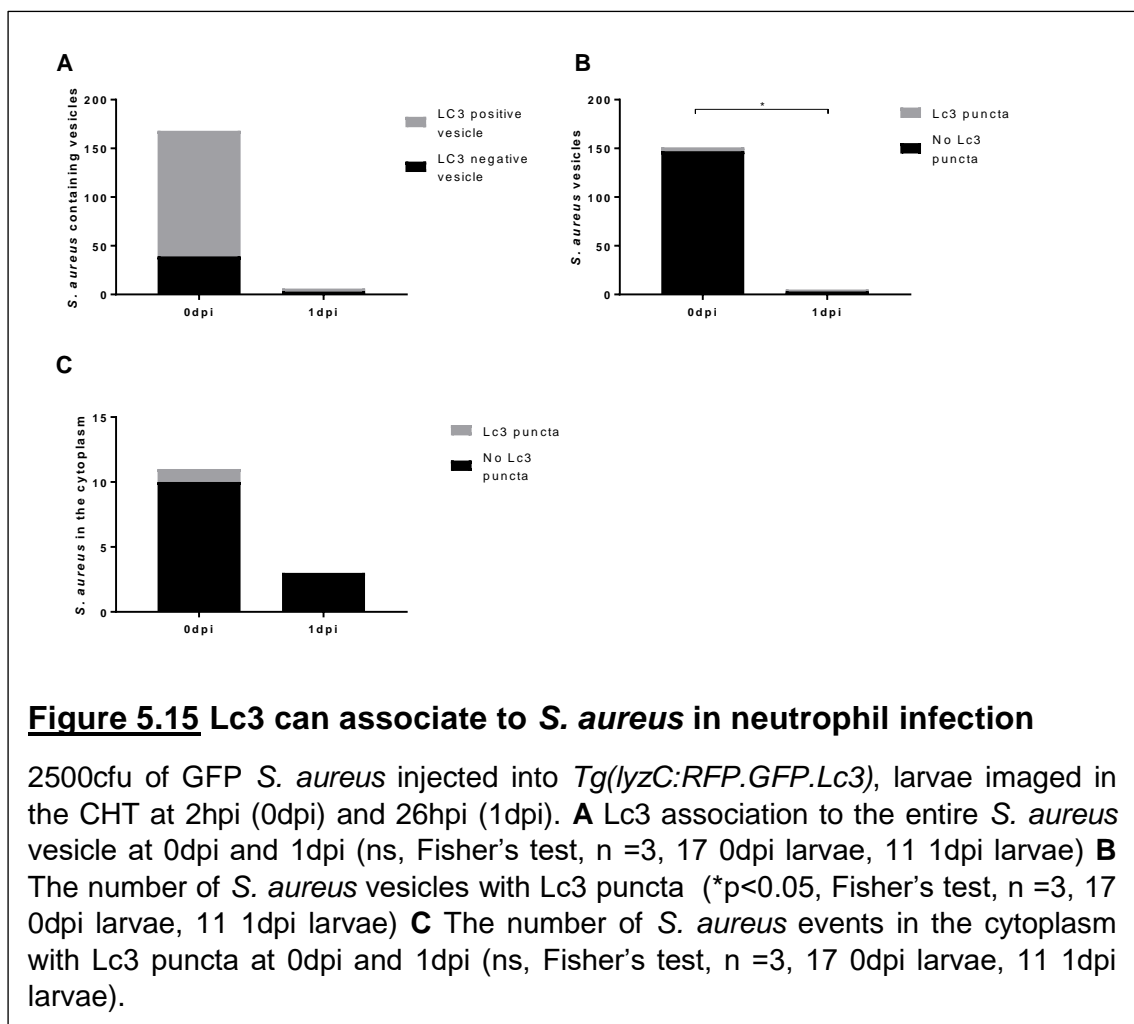 A
S. aureus containing vesicles
200
150
100
50
0
0dpi
1dpi
LC3 positive
vesicle
LC3 negative
vesicle
B
S. aureus vesicles
200
150
100
50
0
*
0dpi
1dpi
Lc3 puncta
No Lc3
puncta
C
S. aureus in the cytoplasm
15
10
5
0
0dpi
1dpi
Lc3 puncta
No Lc3
puncta
Figure 5.15 Lc3 can associate to S. aureus in neutrophil infection
2500cfu of GFP S. aureus injected into Tg(lyzC:RFP.GFP.Lc3), larvae imaged in
the CHT at 2hpi (0dpi) and 26hpi (1dpi). A Lc3 association to the entire S. aureus
vesicle at 0dpi and 1dpi (ns, Fisher's test, n =3, 17 0dpi larvae, 11 1dpi larvae) B
The number of S. aureus vesicles with Lc3 puncta (*p<0.05, Fisher's test, n =3, 17
0dpi larvae, 11 1dpi larvae) C The number of S. aureus events in the cytoplasm
with Lc3 puncta at 0dpi and 1dpi (ns, Fisher's test, n =3, 17 0dpi larvae, 11 1dpi
larvae).